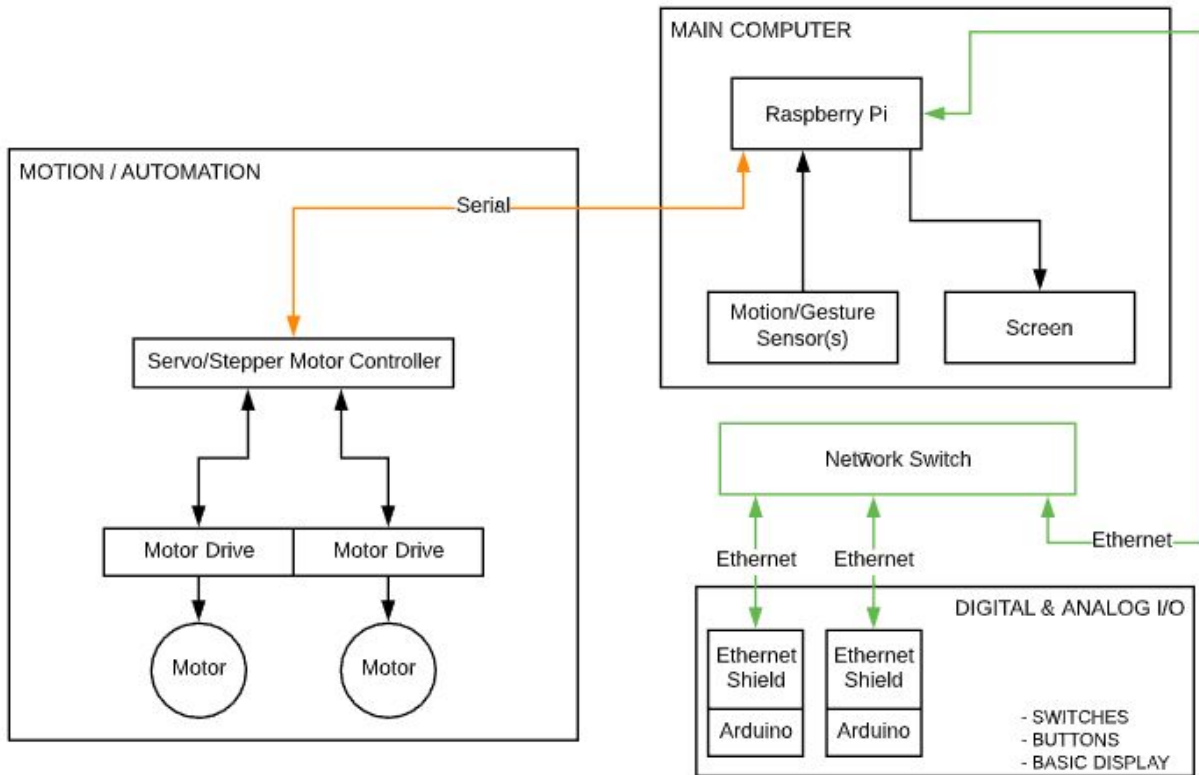 MAIN COMPUTER
Raspberry Pi
MOTION / AUTOMATION
Serial
Motion/Gesture
Sensor(s)
Screen
Servo/Stepper Motor Controller
Network Switch
Motor Drive
Motor Drive
Ethernet
Ethernet
Ethernet
DIGITAL & ANALOG I/O
Motor
Motor
Ethernet
Shield
Ethernet
Shield
Arduino
Arduino
- SWITCHES
- BUTTONS
- BASIC DISPLAY